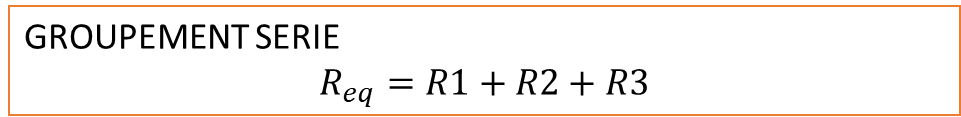 GROUPEMENT SERIE
R_eq = R1 + R2 + R3